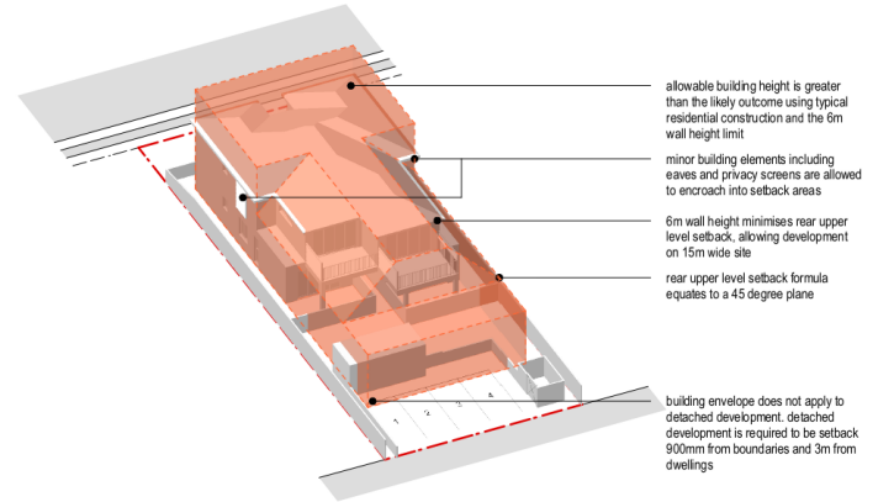 allowable building height is greater
than the likely outcome using typical
residential construction and the 6m
wall height limit
minor building elements including
eaves and privacy screens are allowed
to encroach into setback areas
6m wall height minimises rear upper
level setback, allowing development
on 15m wide site
rear upper level setback formula
equates to a 45 degree plane
building envelope does not apply to
detached development. detached
development is required to be setback
900mm from boundaries and 3m from
dwellings
1 2 3 4